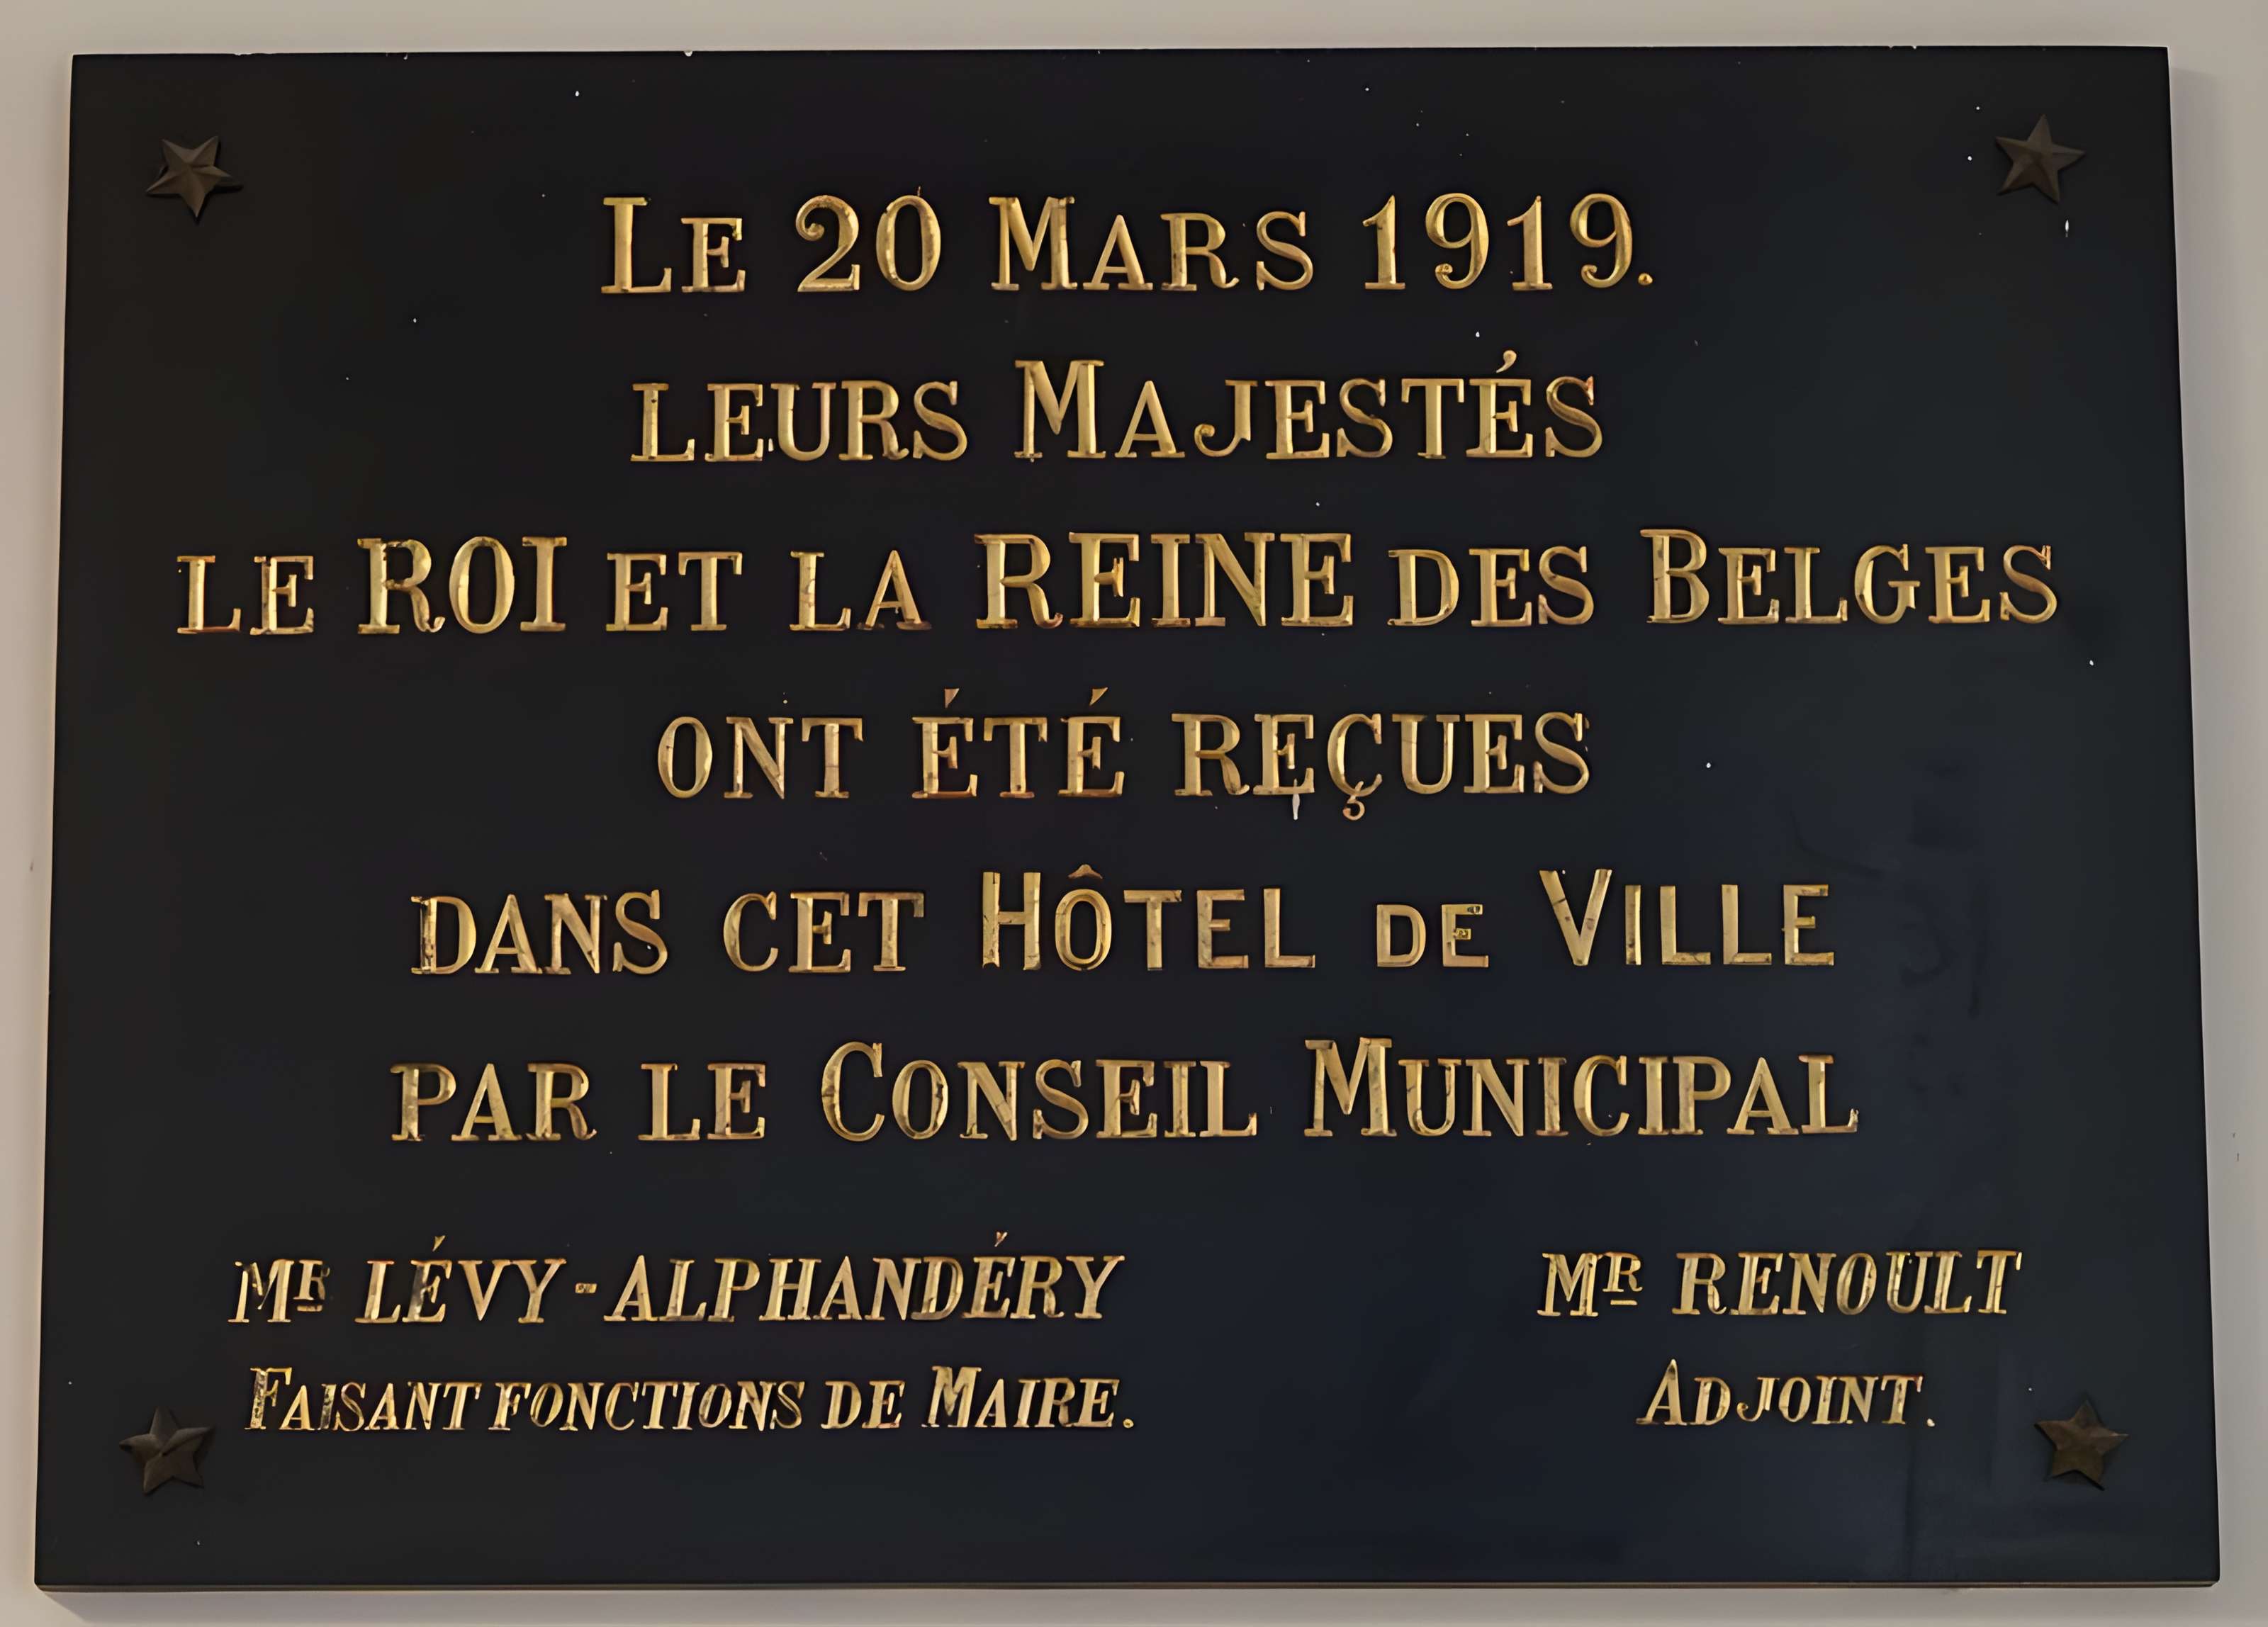 LE 20 MARS 1919.
LEURS MAJESTÉS
LE ROI ET LA REINE DES BELGES
ONT ÉTÉ REÇUES
DANS CET HÔTEL DE VILLE
PAR LE CONSEIL MUNICIPAL
MR LÉVY-ALPHANDÉRY MR RENOULT
FAISANT FONCTIONS DE MAIRE. ADJOINT.